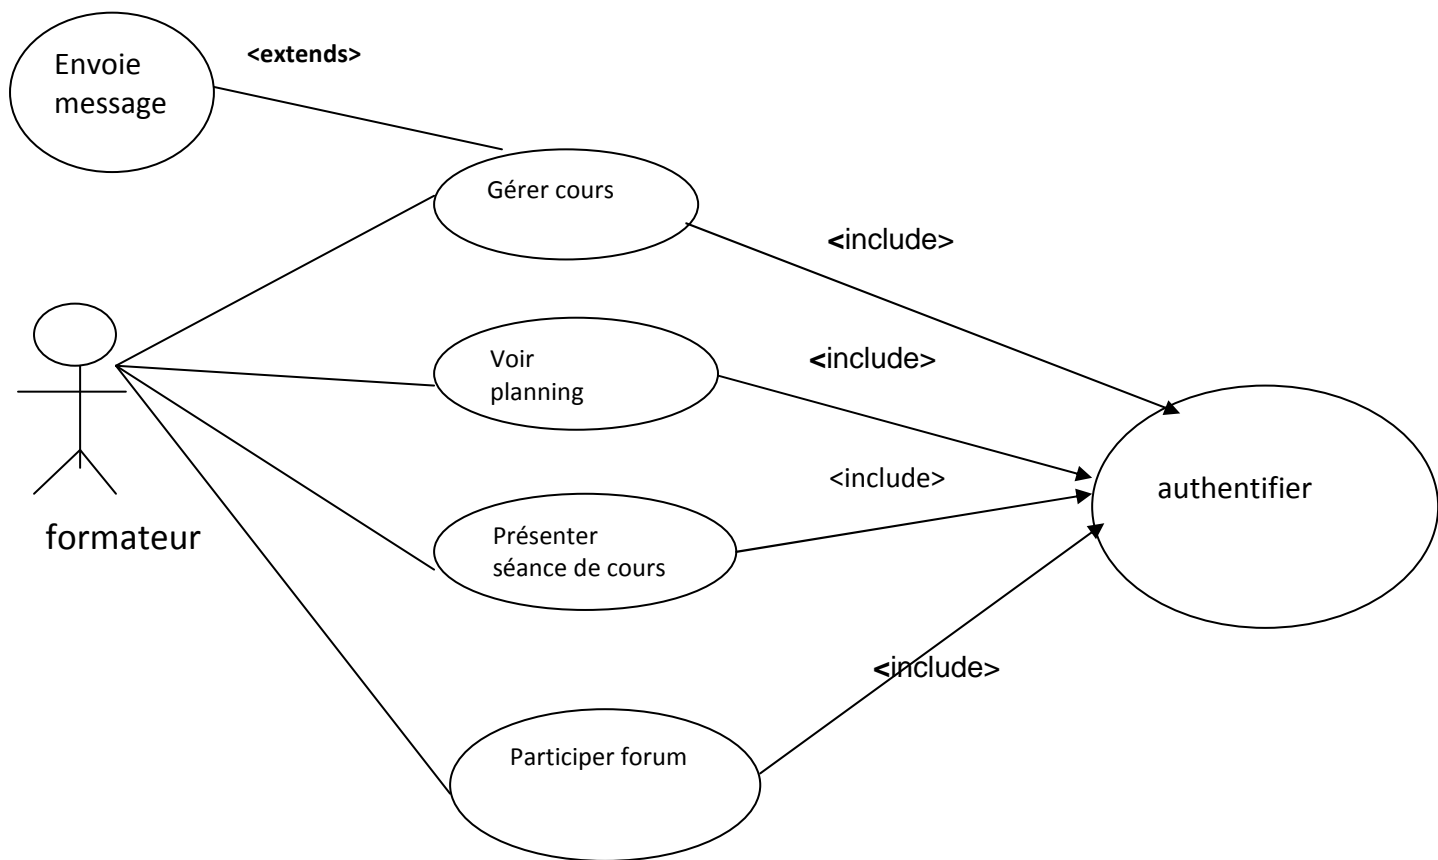 Envoie
message
<extends>
Gérer cours
<include>
Voir
planning
<include>
authentifier
<include>
Présenter
séance de cours
formateur
<include>
Participer forum